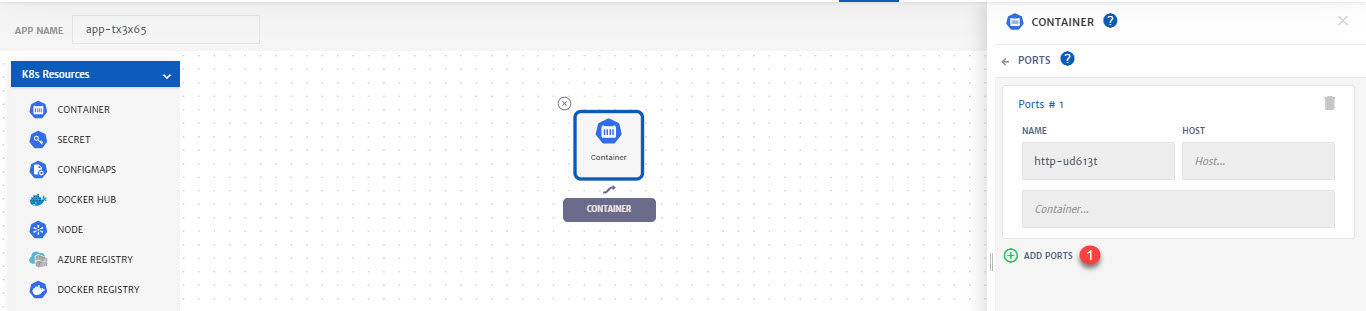 APP NAME
app-tx3x65
K8s Resources
CONTAINER
SECRET
CONFIGMAPS
DOCKER HUB
NODE
AZURE REGISTRY
DOCKER REGISTRY
Container
CONTAINER
CONTAINER ?
PORTS ?
Ports # 1
NAME
HOST
http-ud613t
Host...
Container...
ADD PORTS 1